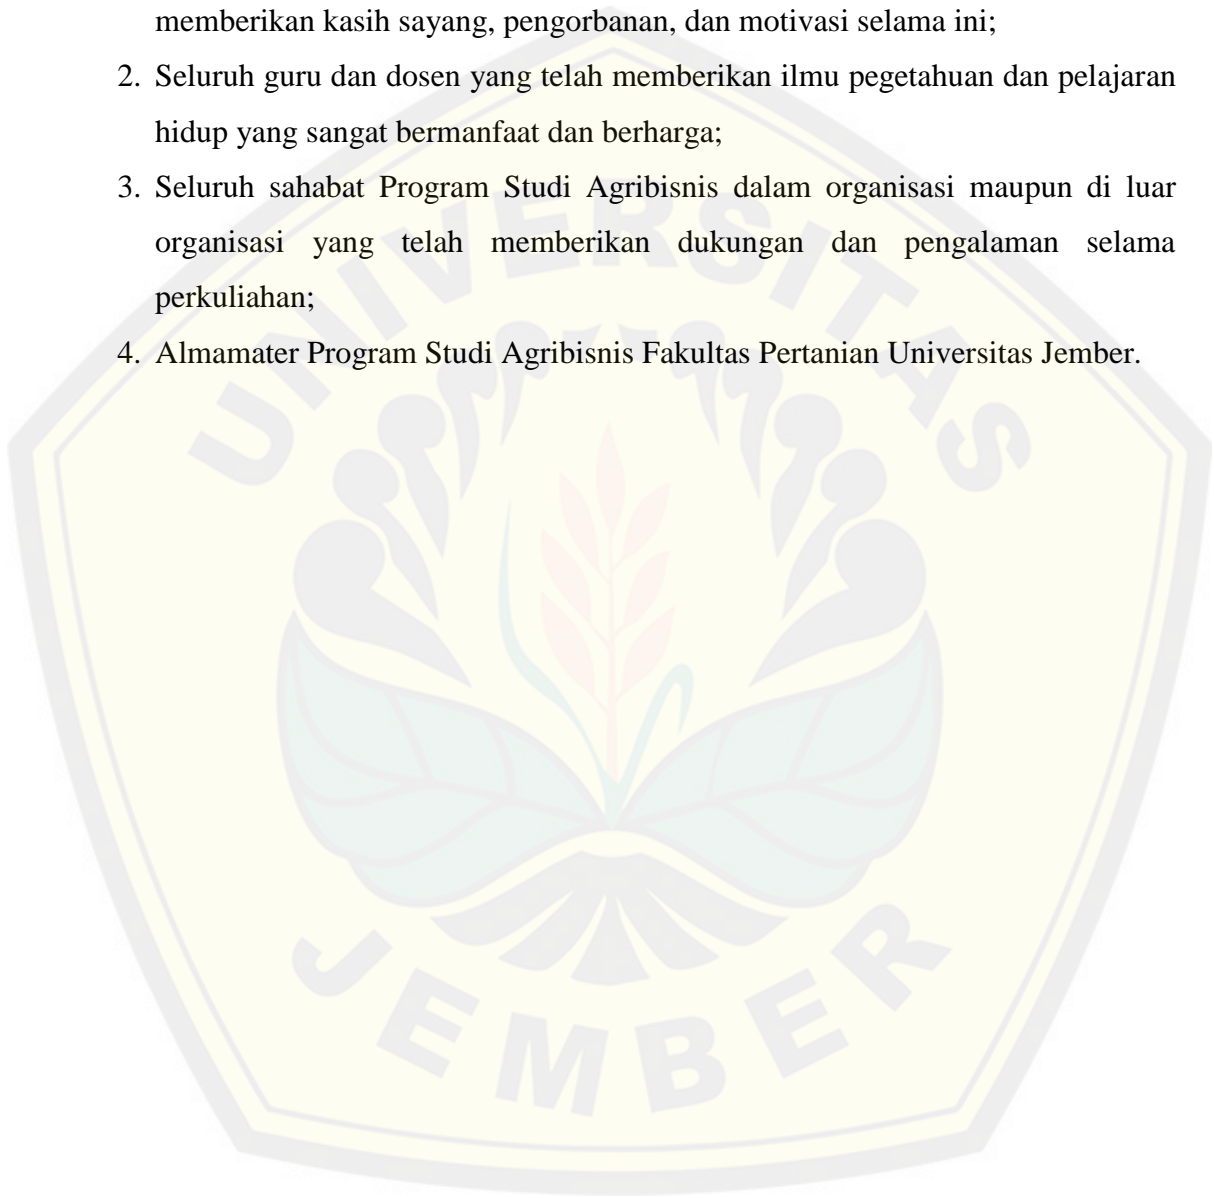 memberikan kasih sayang, pengorbanan, dan motivasi selama ini;
2. Seluruh guru dan dosen yang telah memberikan ilmu pegetahuan dan pelajaran
hidup yang sangat bermanfaat dan berharga;
3. Seluruh sahabat Program Studi Agribisnis dalam organisasi maupun di luar
organisasi yang telah memberikan dukungan dan pengalaman selama
perkuliahan;
4. Almamater Program Studi Agribisnis Fakultas Pertanian Universitas Jember.
UNIVERSITAS
JEMBER